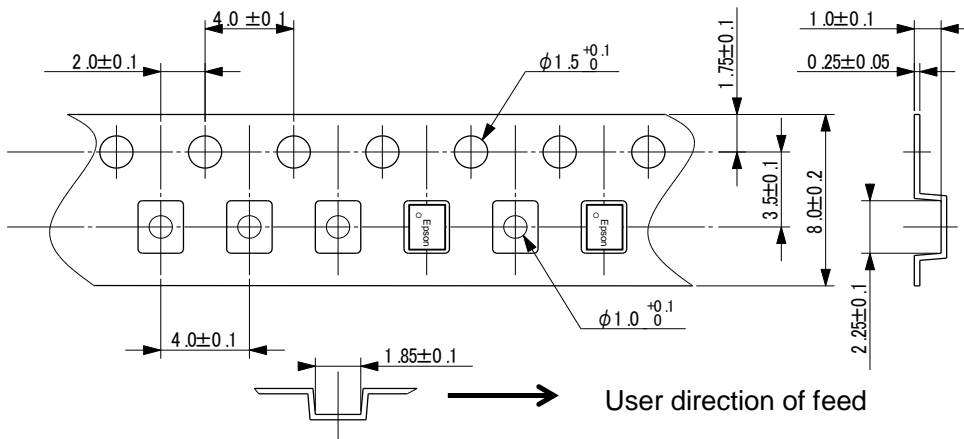 4.0 ±0.1
1.0±0.1
2.0±0.1
φ1.5 +0.1 0
1.75±0.1
0.25±0.05
3.5±0.1
8.0±0.2
Epson
Epson
2.25±0.1
φ1.0 +0.1 0
4.0±0.1
1.85±0.1
User direction of feed